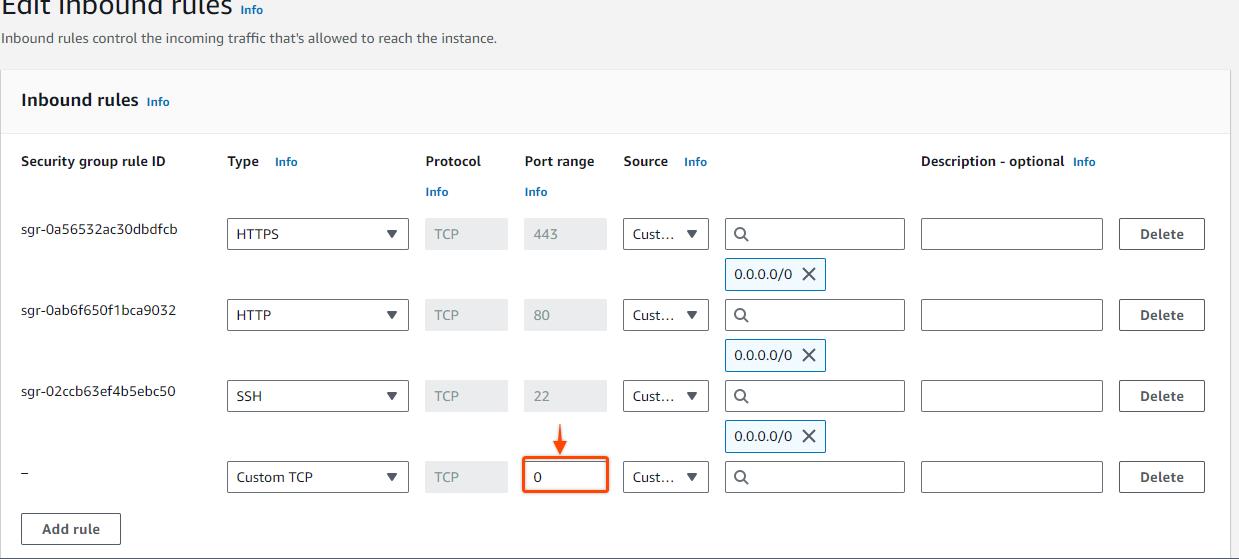 Edit inbound rules Info
Inbound rules control the incoming traffic that's allowed to reach the instance.
Inbound rules Info
Security group rule ID Type Info Protocol Port range Source Info Description - optional Info
Info Info
sgr-0a56532ac30dbdfcb HTTPS TCP 443 Cust... Delete
0.0.0.0/0
sgr-0ab6f650f1bca9032 HTTP TCP 80 Cust... Delete
0.0.0.0/0
sgr-02ccb63ef4b5ebc50 SSH TCP 22 Cust... Delete
0.0.0.0/0
– Custom TCP TCP 0 Cust... Delete
Add rule